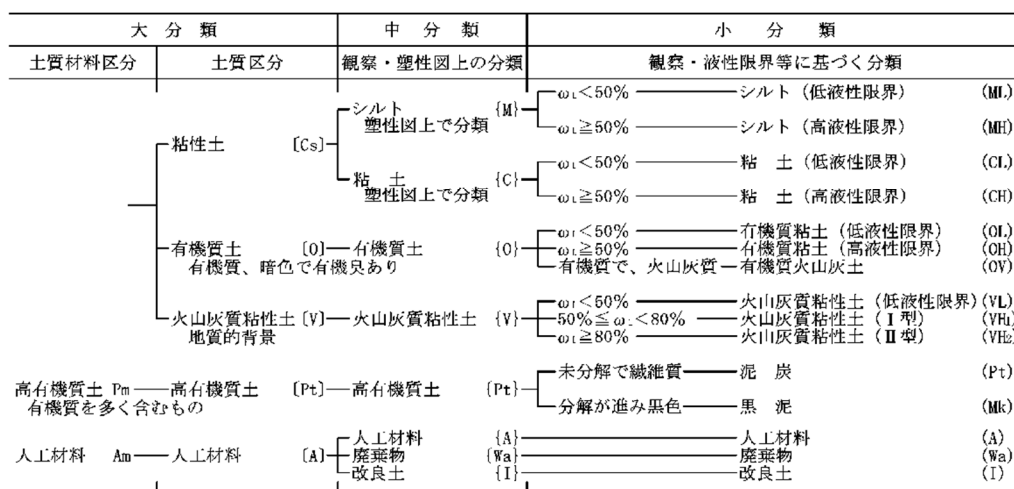 大 分 類 中 分 類 小 分 類
土質材料区分 土質区分 観察・塑性図上の分類 観察・液性限界等に基づく分類
シルト {M} ωL<50% シルト(低液性限界) (ML)
塑性図上で分類
ωL≧50% シルト(高液性限界) (MH)
粘性土 [Cs]
ωL<50% 粘 土(低液性限界) (CL)
粘 土 {C}
塑性図上で分類 ωL≧50% 粘 土(高液性限界) (CH)
ωL<50% 有機質粘土(低液性限界) (OL)
有機質土 [O] 有機質土 {O} ωL≧50% 有機質粘土(高液性限界) (OH)
有機質、暗色で有機臭あり 有機質で、火山灰質 有機質火山灰土 (OV)
ωL<50% 火山灰質粘性土(低液性限界) (VL)
火山灰質粘性土 [V] 火山灰質粘性土 {V} 50%≦ωL<80% 火山灰質粘性土(Ⅰ型) (VH₁)
地質的背景 ωL≧80% 火山灰質粘性土(Ⅱ型) (VH₂)
未分解で繊維質 泥 炭 (Pt)
高有機質土 Pm 高有機質土 [Pt] 高有機質土 {Pt}
有機質を多く含むもの 分解が進み黒色 黒 泥 (Mk)
人工材料 {A} 人工材料 (A)
人工材料 Am 人工材料 [A] 廃棄物 {Wa} 廃棄物 (Wa)
改良土 {I} 改良土 (I)